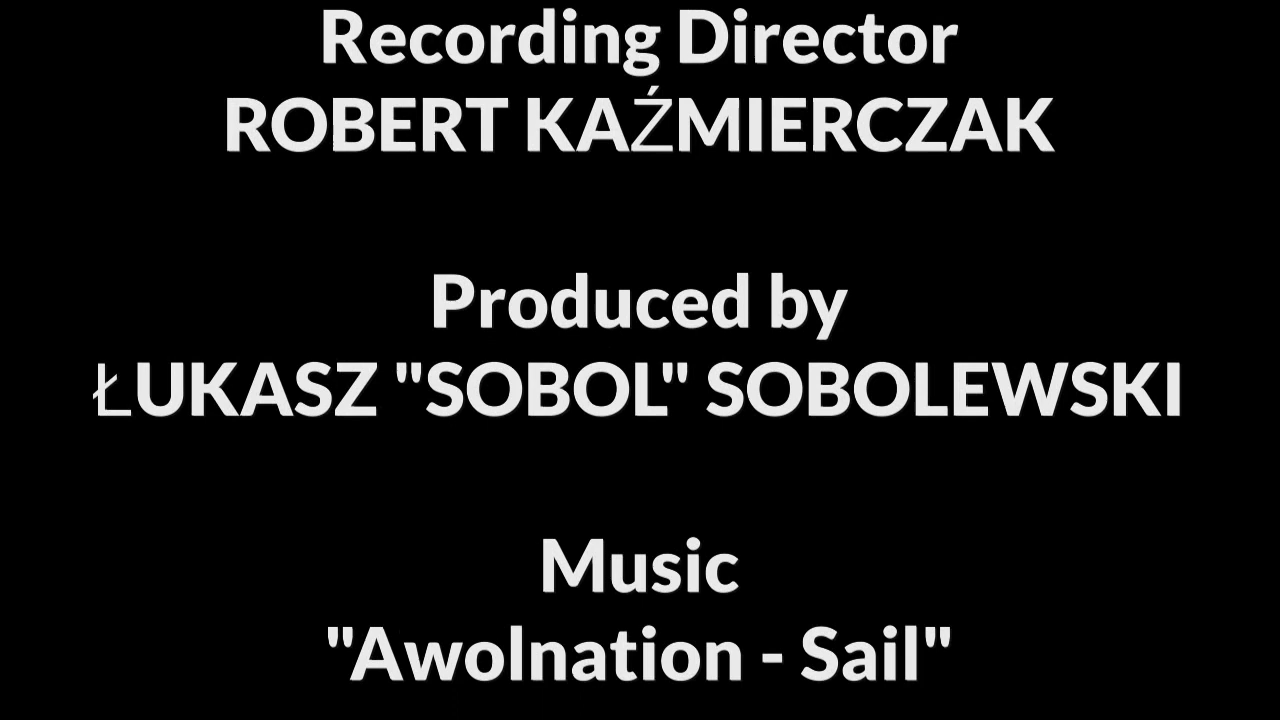 Recording Director
ROBERT KAŹMIERCZAK
Produced by
ŁUKASZ "SOBOL" SOBOLEWSKI
Music
"Awolnation - Sail"